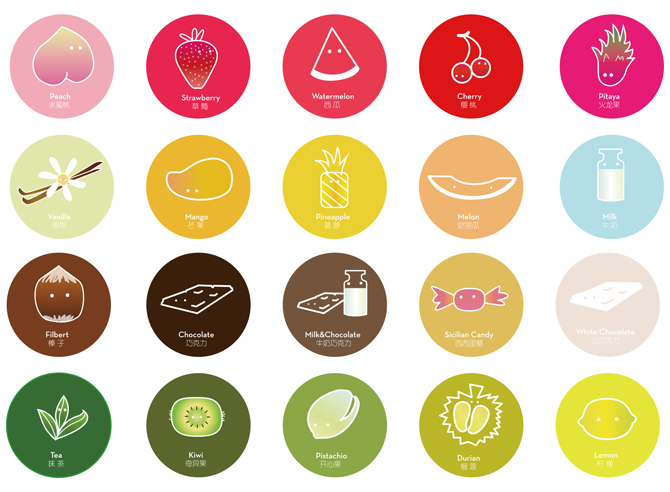 Peach
水蜜桃
Strawberry
草莓
Watermelon
西瓜
Cherry
樱桃
Pitaya
火龙果
Vanilla
香草
Mango
芒果
Pineapple
菠萝
Melon
哈密瓜
Milk
牛奶
Filbert
榛子
Chocolate
巧克力
Milk&Chocolate
牛奶巧克力
Sicilian Candy
西西里糖
White Chocolate
白巧克力
Tea
抹茶
Kiwi
奇异果
Pistachio
开心果
Durian
榴莲
Lemon
柠檬